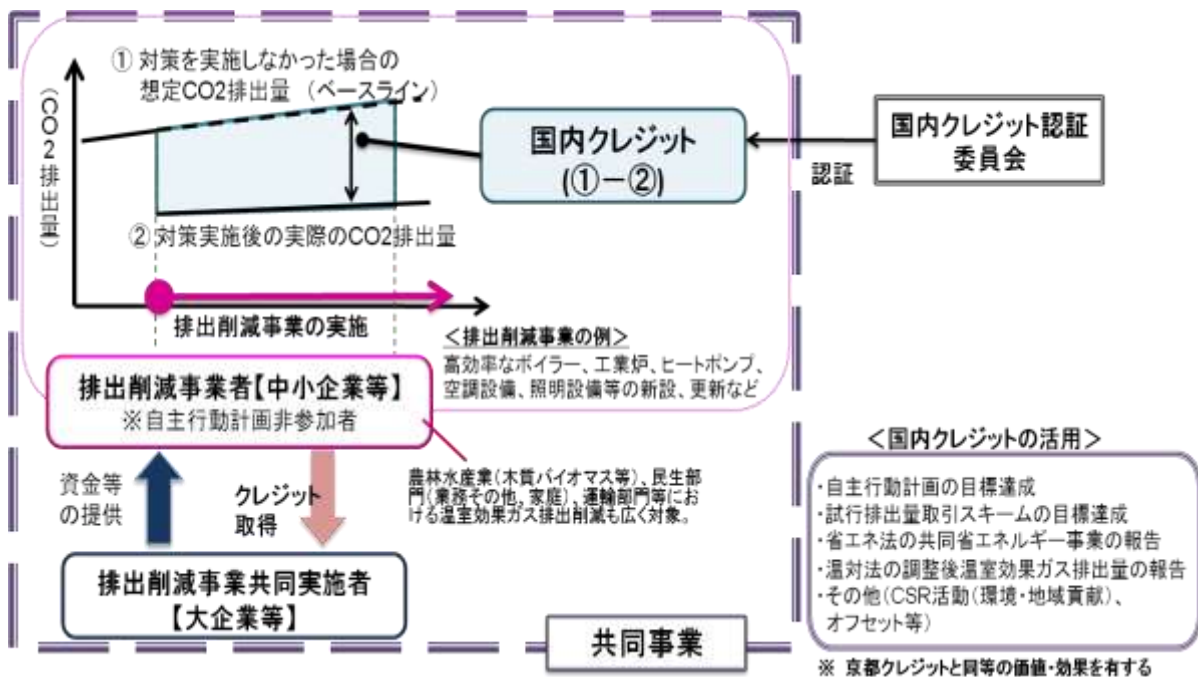 ① 対策を実施しなかった場合の
想定CO2排出量 (ベースライン)
(CO2排出量)
国内クレジット
(①－②)
国内クレジット認証
委員会
認証
② 対策実施後の実際のCO2排出量
排出削減事業の実施
＜排出削減事業の例＞
高効率なボイラー、工業炉、ヒートポンプ、
空調設備、照明設備等の新設、更新など
排出削減事業者【中小企業等】
※自主行動計画非参加者
農林水産業(木質バイオマス等)、民生部
門(業務その他、家庭)、運輸部門等にお
ける温室効果ガス排出削減も広く対象。
資金等
の提供
クレジット
取得
排出削減事業共同実施者
【大企業等】
共同事業
＜国内クレジットの活用＞
・自主行動計画の目標達成
・試行排出量取引スキームの目標達成
・省エネ法の共同省エネルギー事業の報告
・温対法の調整後温室効果ガス排出量の報告
・その他(CSR活動(環境・地域貢献)、
オフセット等)
※ 京都クレジットと同等の価値・効果を有する